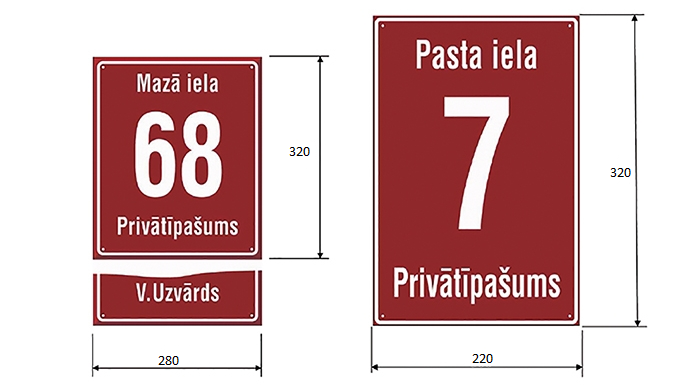 Mazā iela
68
Privātīpašums
V.Uzvārds
320
280
Pasta iela
7
Privātīpašums
320
220